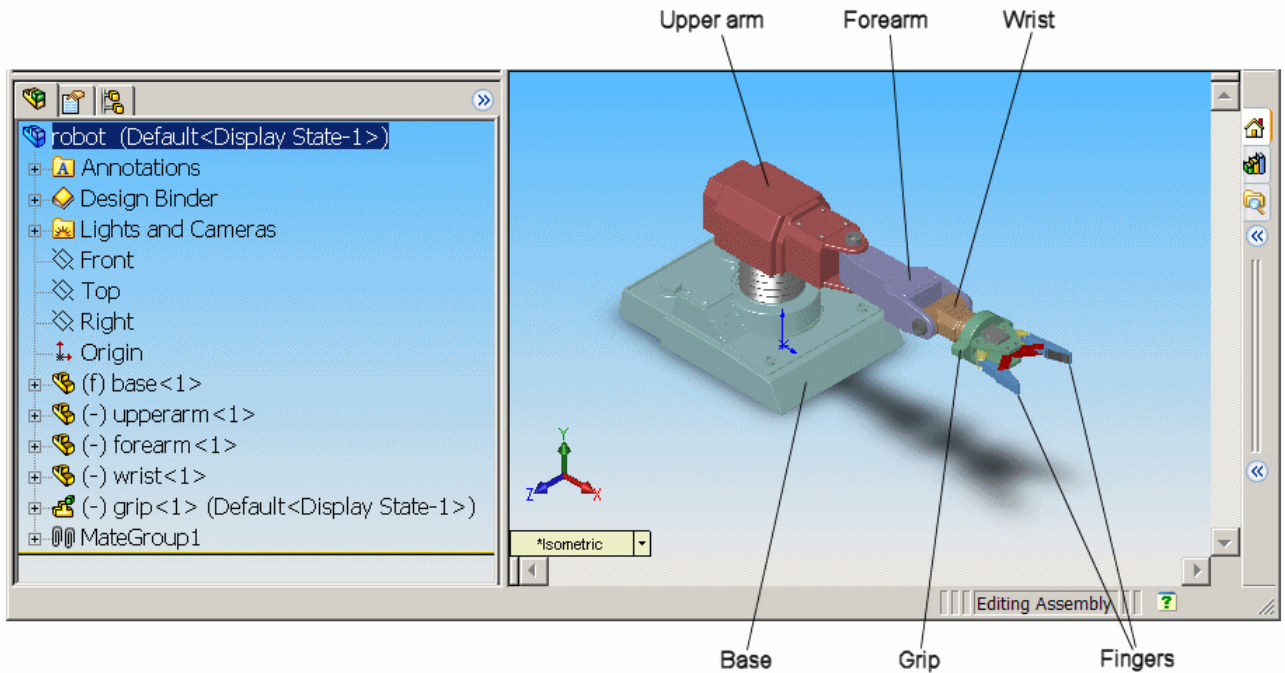 Upper arm Forearm Wrist
robot (Default<Display State-1>)
A Annotations
Design Binder
Lights and Cameras
Front
Top
Right
Origin
(f) base<1>
(-) upperarm<1>
(-) forearm<1>
(-) wrist<1>
(-) grip<1> (Default<Display State-1>)
MateGroup1
Y
Z X
*Isometric
Editing Assembly ?
Base Grip Fingers